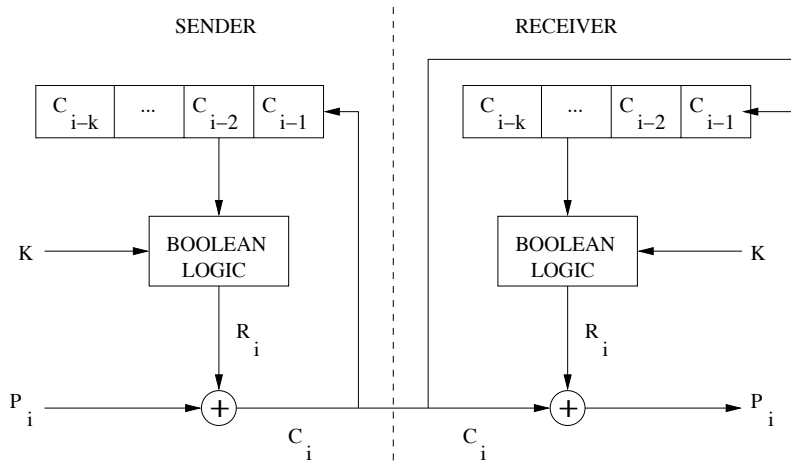 SENDER RECEIVER
C i−k ... C i−2 C i−1 C i−k ... C i−2 C i−1
K BOOLEAN LOGIC BOOLEAN LOGIC K
R i R i
P i + + P i
C i C i